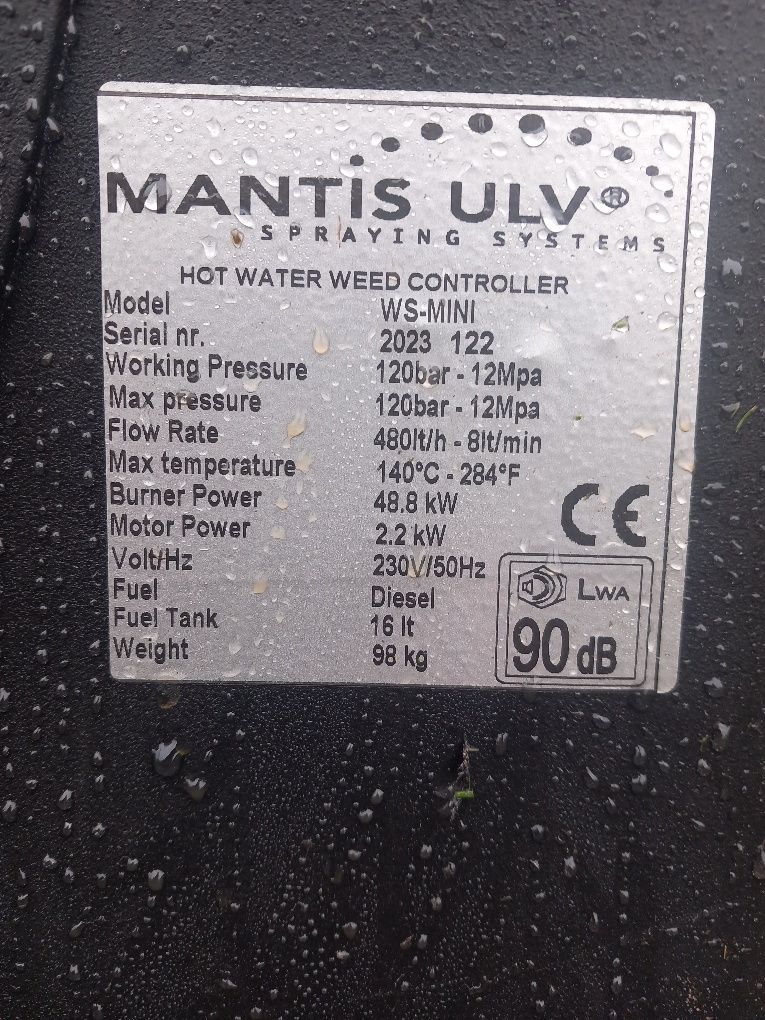 MANTIS ULV®
SPRAYING SYSTEMS
HOT WATER WEED CONTROLLER
Model WS-MINI
Serial nr. 2023 122
Working Pressure 120bar - 12Mpa
Max pressure 120bar - 12Mpa
Flow Rate 480lt/h - 8lt/min
Max temperature 140°C - 284°F
Burner Power 48.8 kW
Motor Power 2.2 kW
Volt/Hz 230V/50Hz
Fuel Diesel
Fuel Tank 16 lt
Weight 98 kg
CE
LWA
90 dB